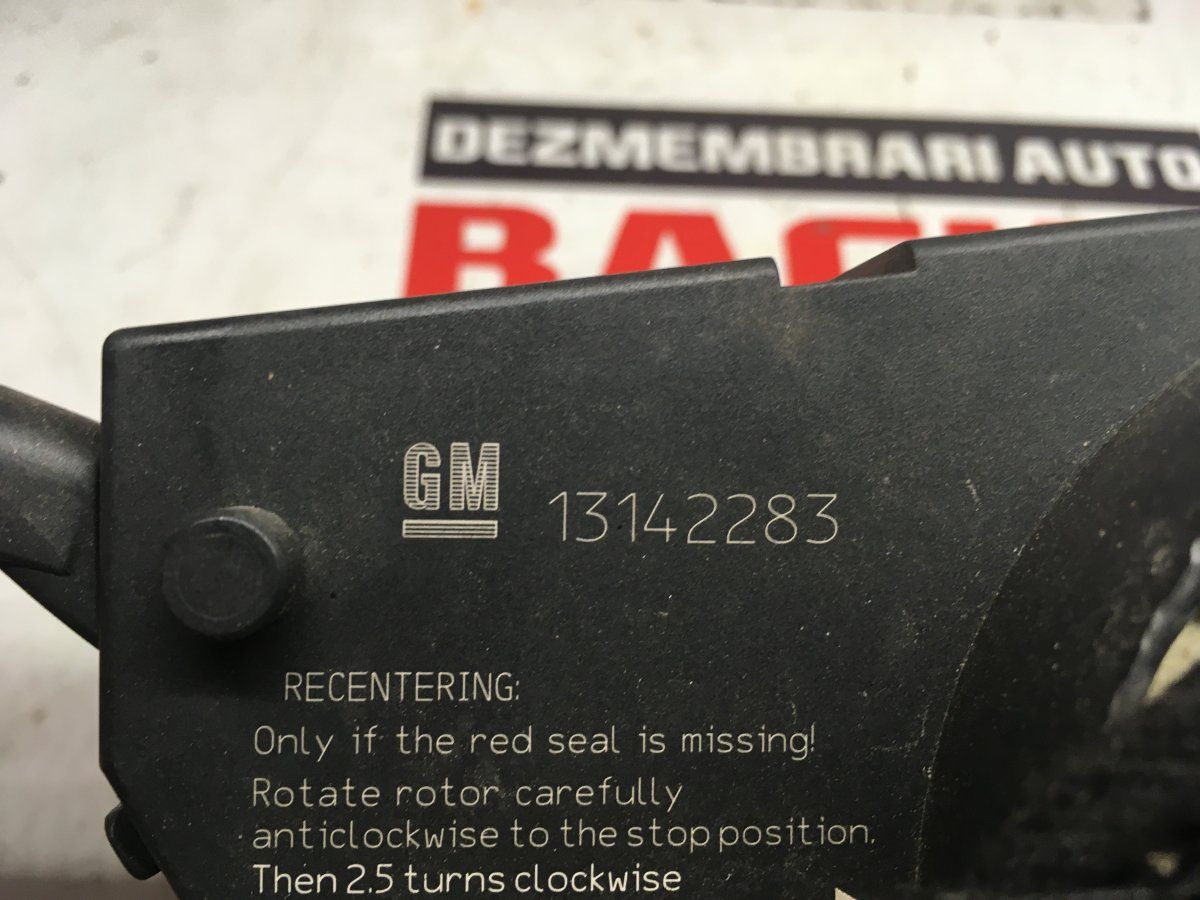 DEZMEMBRARI AUTO
GM 13142283
RECENTERING:
Only if the red seal is missing!
Rotate rotor carefully
anticlockwise to the stop position.
Then 2.5 turns clockwise